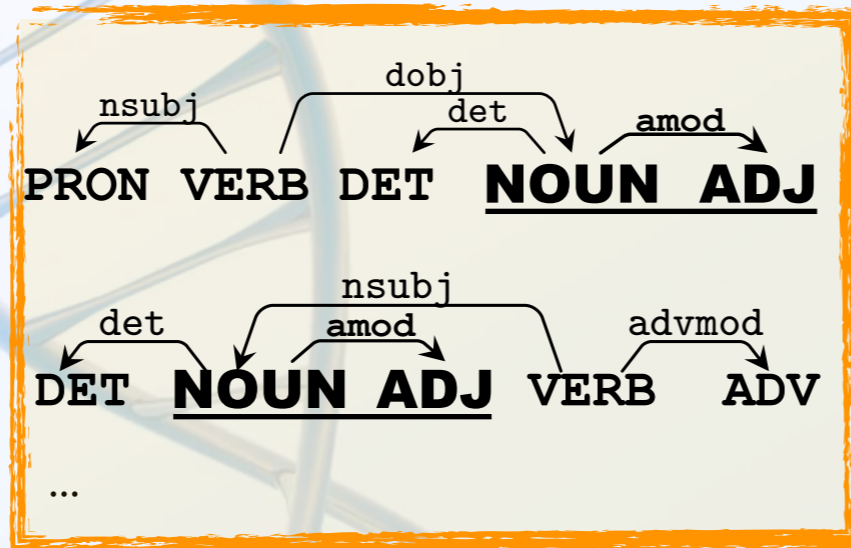 dobj
nsubj det amod
PRON VERB DET NOUN ADJ
nsubj
det amod advmod
DET NOUN ADJ VERB ADV
...